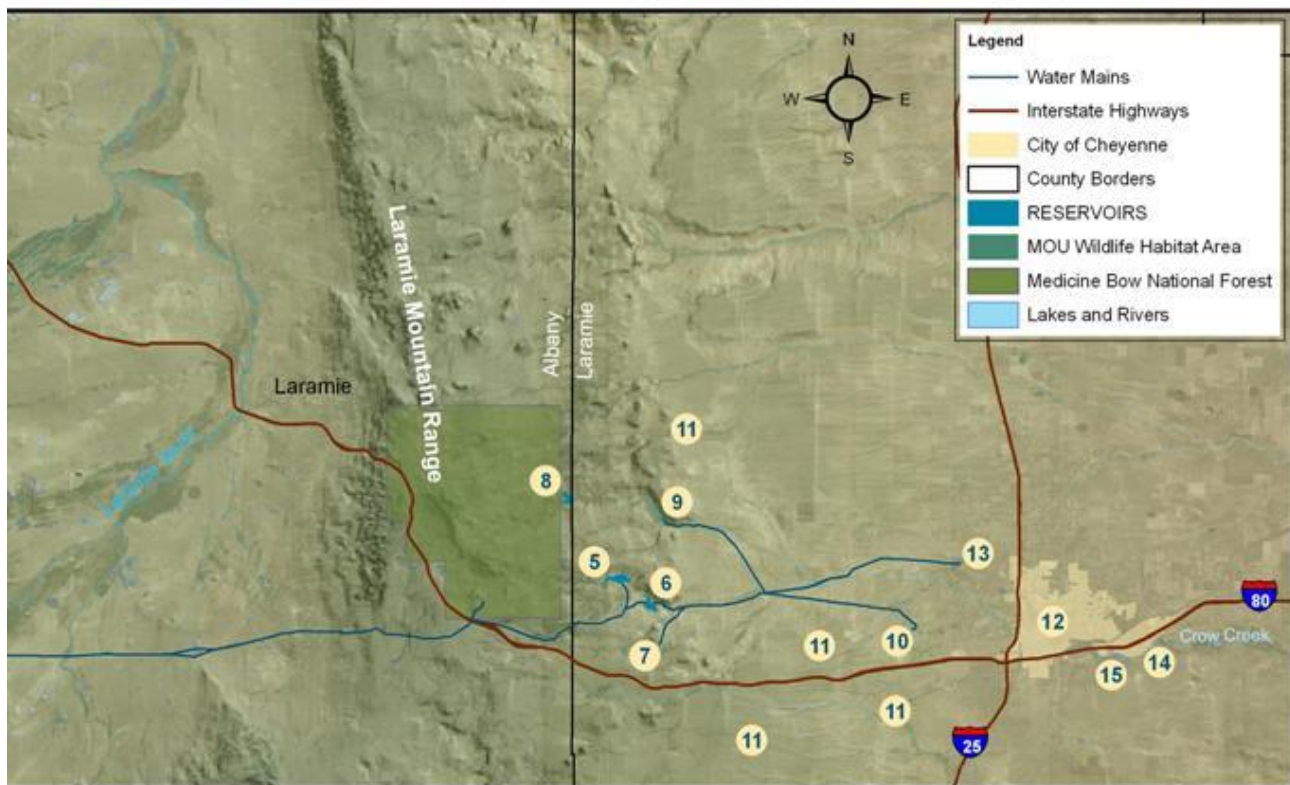 N
W E
S
Legend
Water Mains
Interstate Highways
City of Cheyenne
County Borders
RESERVOIRS
MOU Wildlife Habitat Area
Medicine Bow National Forest
Lakes and Rivers
Laramie Mountain Range
Albany
Laramie
Laramie
11
8
9
5
6
13
7
11
10
12
80
Crow Creek
15
14
11
11
25